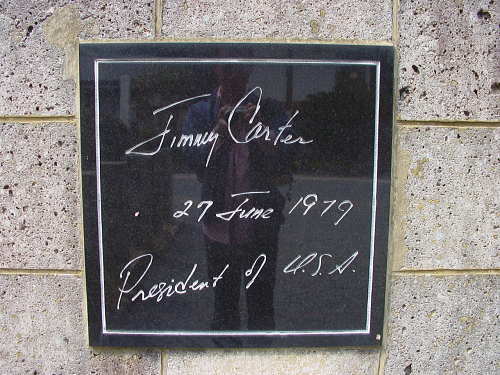 Jimmy Carter
27 June 1979
President of U.S.A.